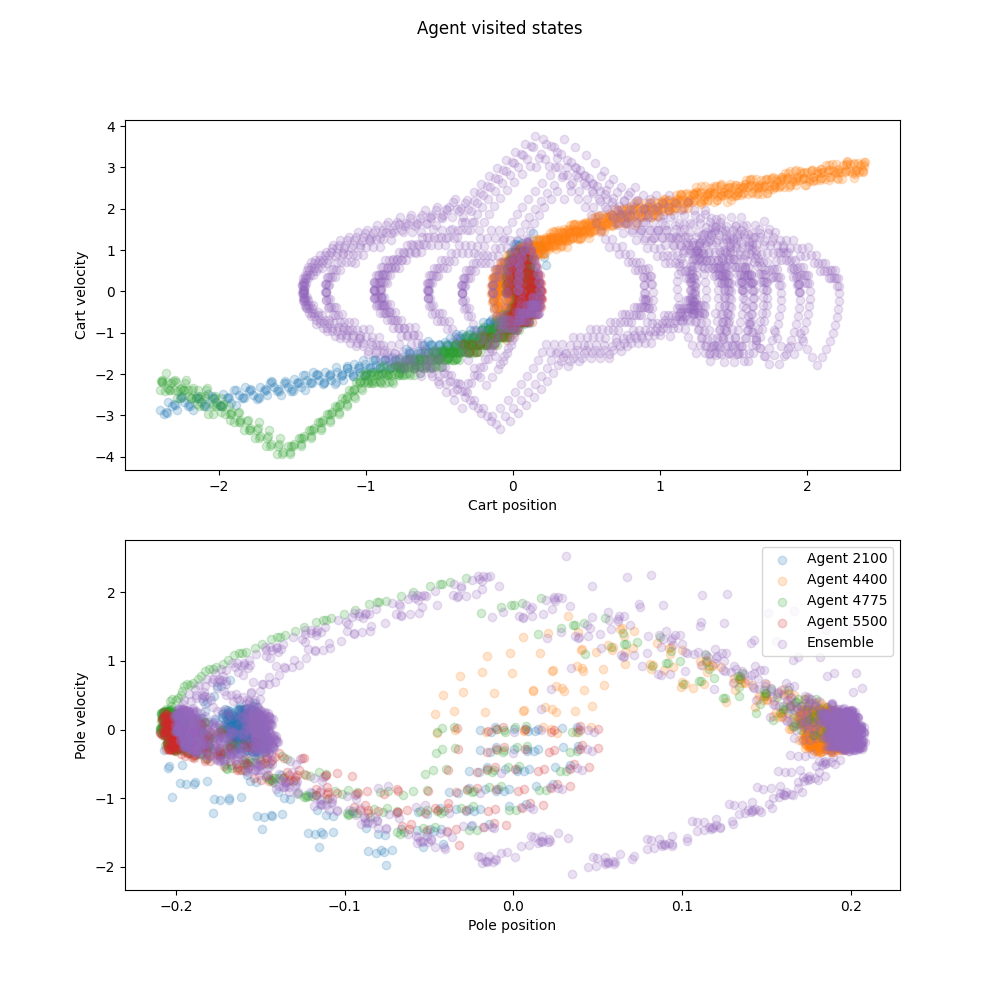 Agent visited states
4
3
2
1
0
−1
−2
−3
−4
Cart velocity
−2
−1
0
1
2
Cart position
2
1
0
−1
−2
Pole velocity
Agent 2100
Agent 4400
Agent 4775
Agent 5500
Ensemble
−0.2
−0.1
0.0
0.1
0.2
Pole position